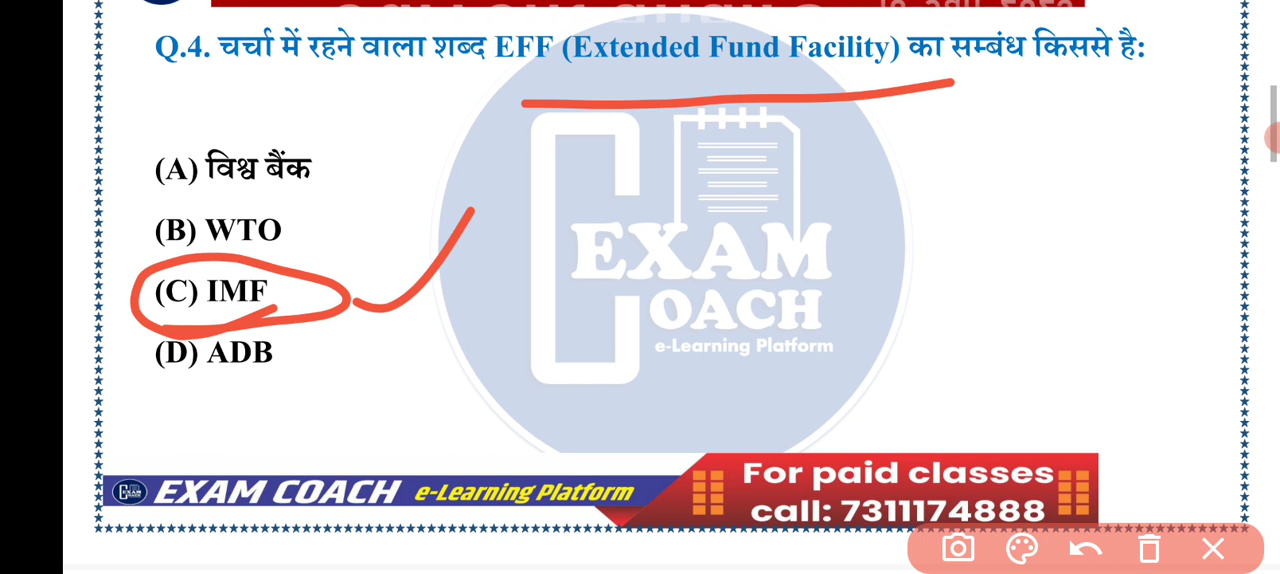 Q.4. चर्चा में रहने वाला शब्द EFF (Extended Fund Facility) का सम्बंध किससे है:
(A) विश्व बैंक
(B) WTO
(C) IMF
(D) ADB
EXAM
COACH
e-Learning Platform
EXAM COACH e-Learning Platform
For paid classes
call: 7311174888